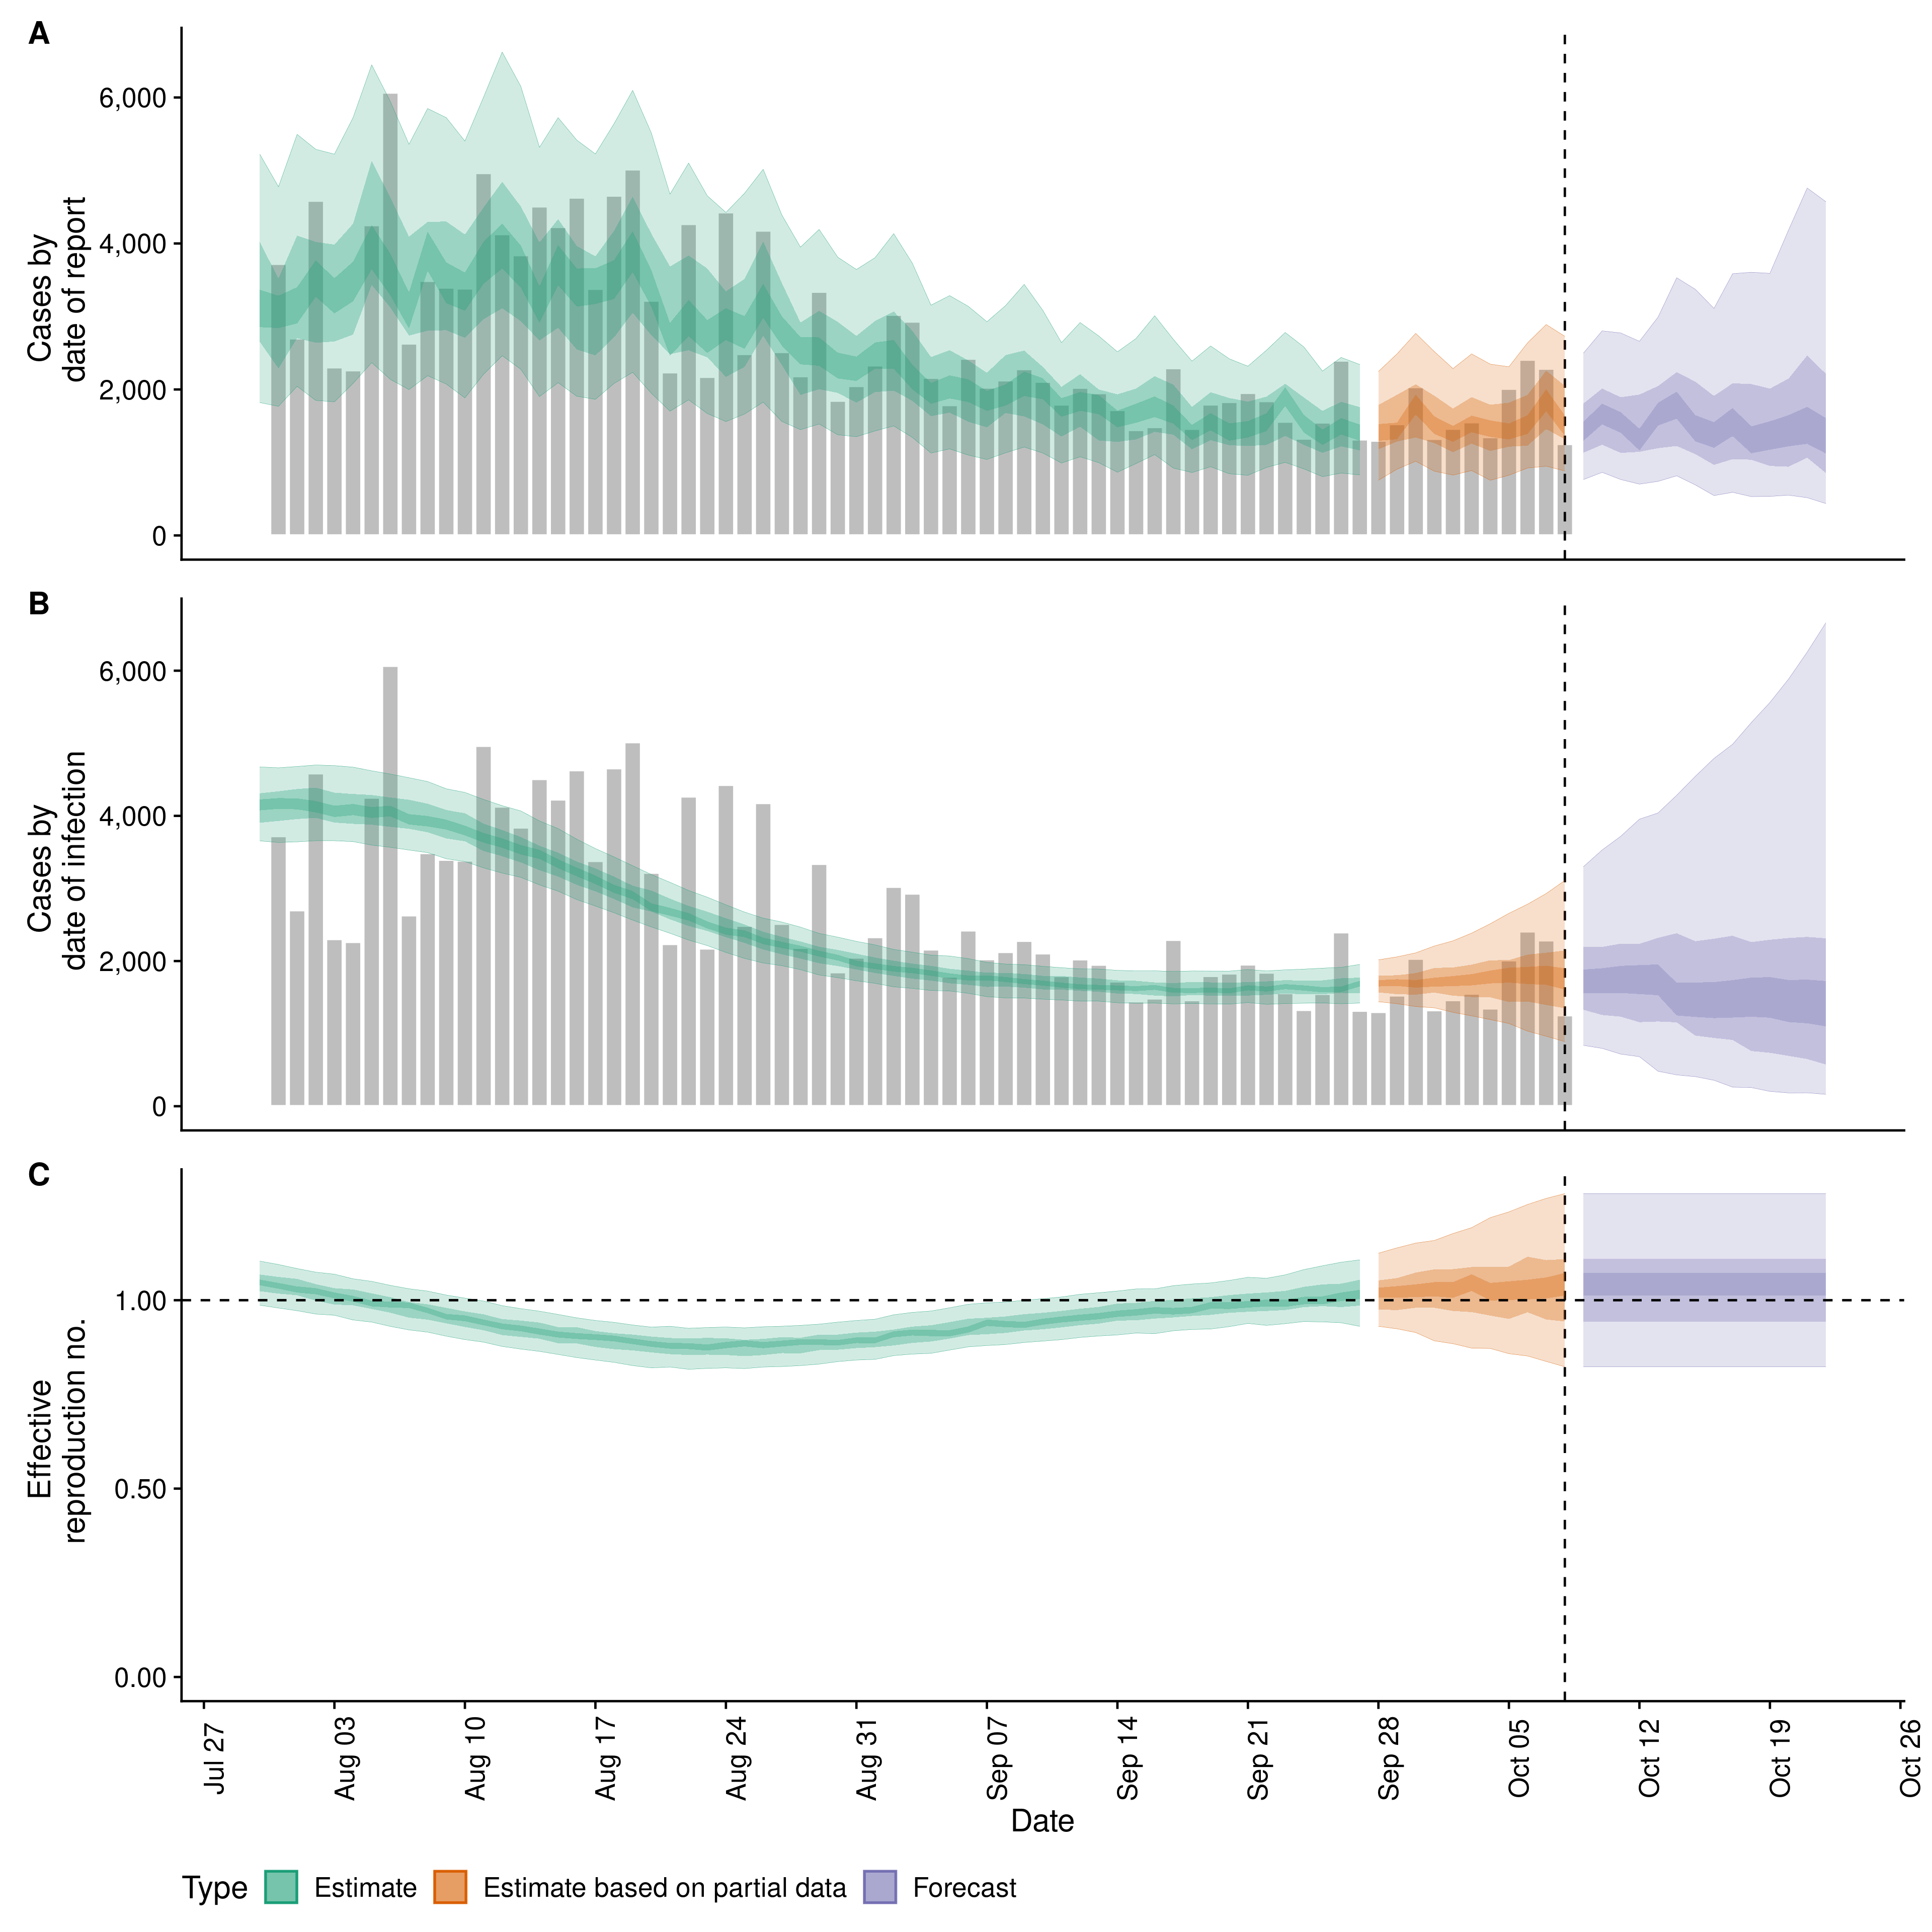 A
Cases by
date of report
6,000
4,000
2,000
0
B
Cases by
date of infection
6,000
4,000
2,000
0
C
Effective
reproduction no.
1.00
0.50
0.00
Jul 27
Aug 03
Aug 10
Aug 17
Aug 24
Aug 31
Sep 07
Sep 14
Sep 21
Sep 28
Oct 05
Oct 12
Oct 19
Oct 26
Date
Type Estimate Estimate based on partial data Forecast